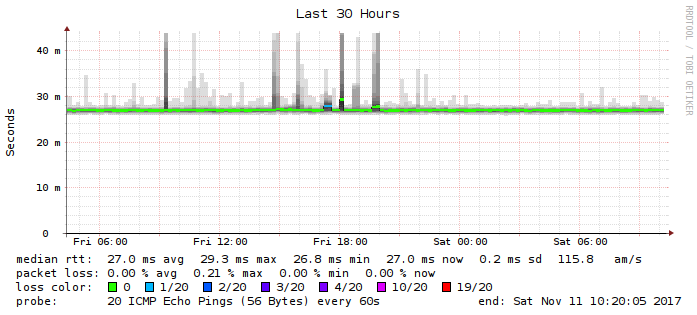 Last 30 Hours
RRDTOOL / TOBI OETIKER
Seconds
40 m
30 m
20 m
10 m
0
Fri 06:00 Fri 12:00 Fri 18:00 Sat 00:00 Sat 06:00
median rtt: 27.0 ms avg 29.3 ms max 26.8 ms min 27.0 ms now 0.2 ms sd 115.8 am/s
packet loss: 0.00 % avg 0.21 % max 0.00 % min 0.00 % now
loss color: 0 1/20 2/20 3/20 4/20 10/20 19/20
probe: 20 ICMP Echo Pings (56 Bytes) every 60s end: Sat Nov 11 10:20:05 2017